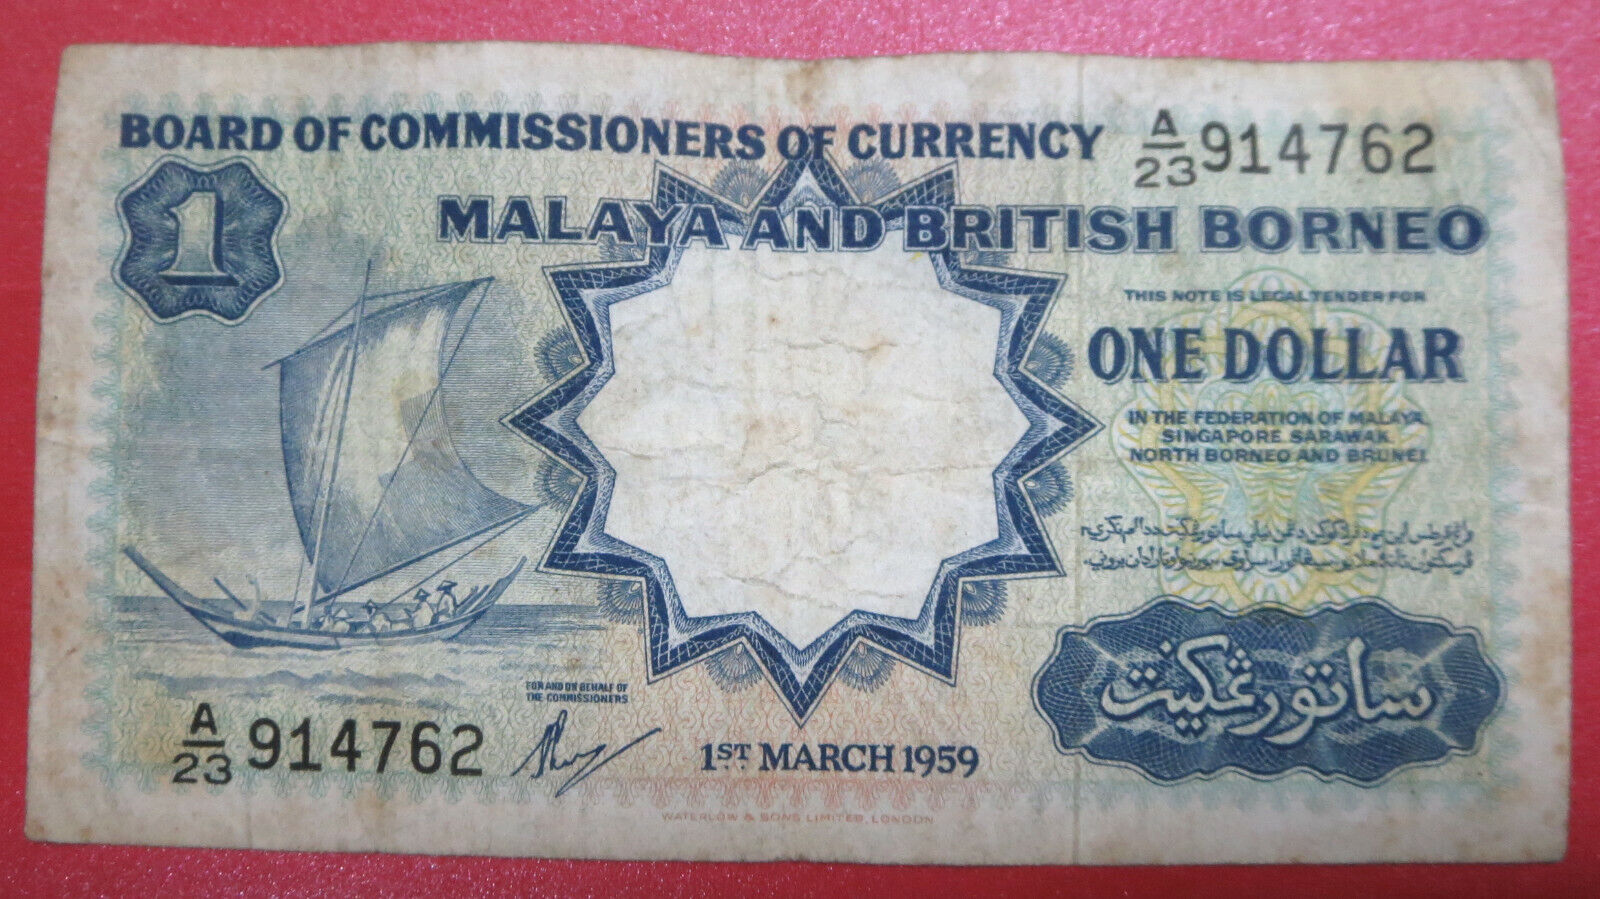 BOARD OF COMMISSIONERS OF CURRENCY
A/23 914762
1
MALAYA AND BRITISH BORNEO
THIS NOTE IS LEGAL TENDER FOR
ONE DOLLAR
IN THE FEDERATION OF MALAYA
SINGAPORE SARAWAK
NORTH BORNEO AND BRUNEI
ساتو رڠݢيت
FOR AND ON BEHALF OF
THE COMMISSIONERS
A/23 914762
1ST MARCH 1959
WATERLOW & SONS LIMITED, LONDON